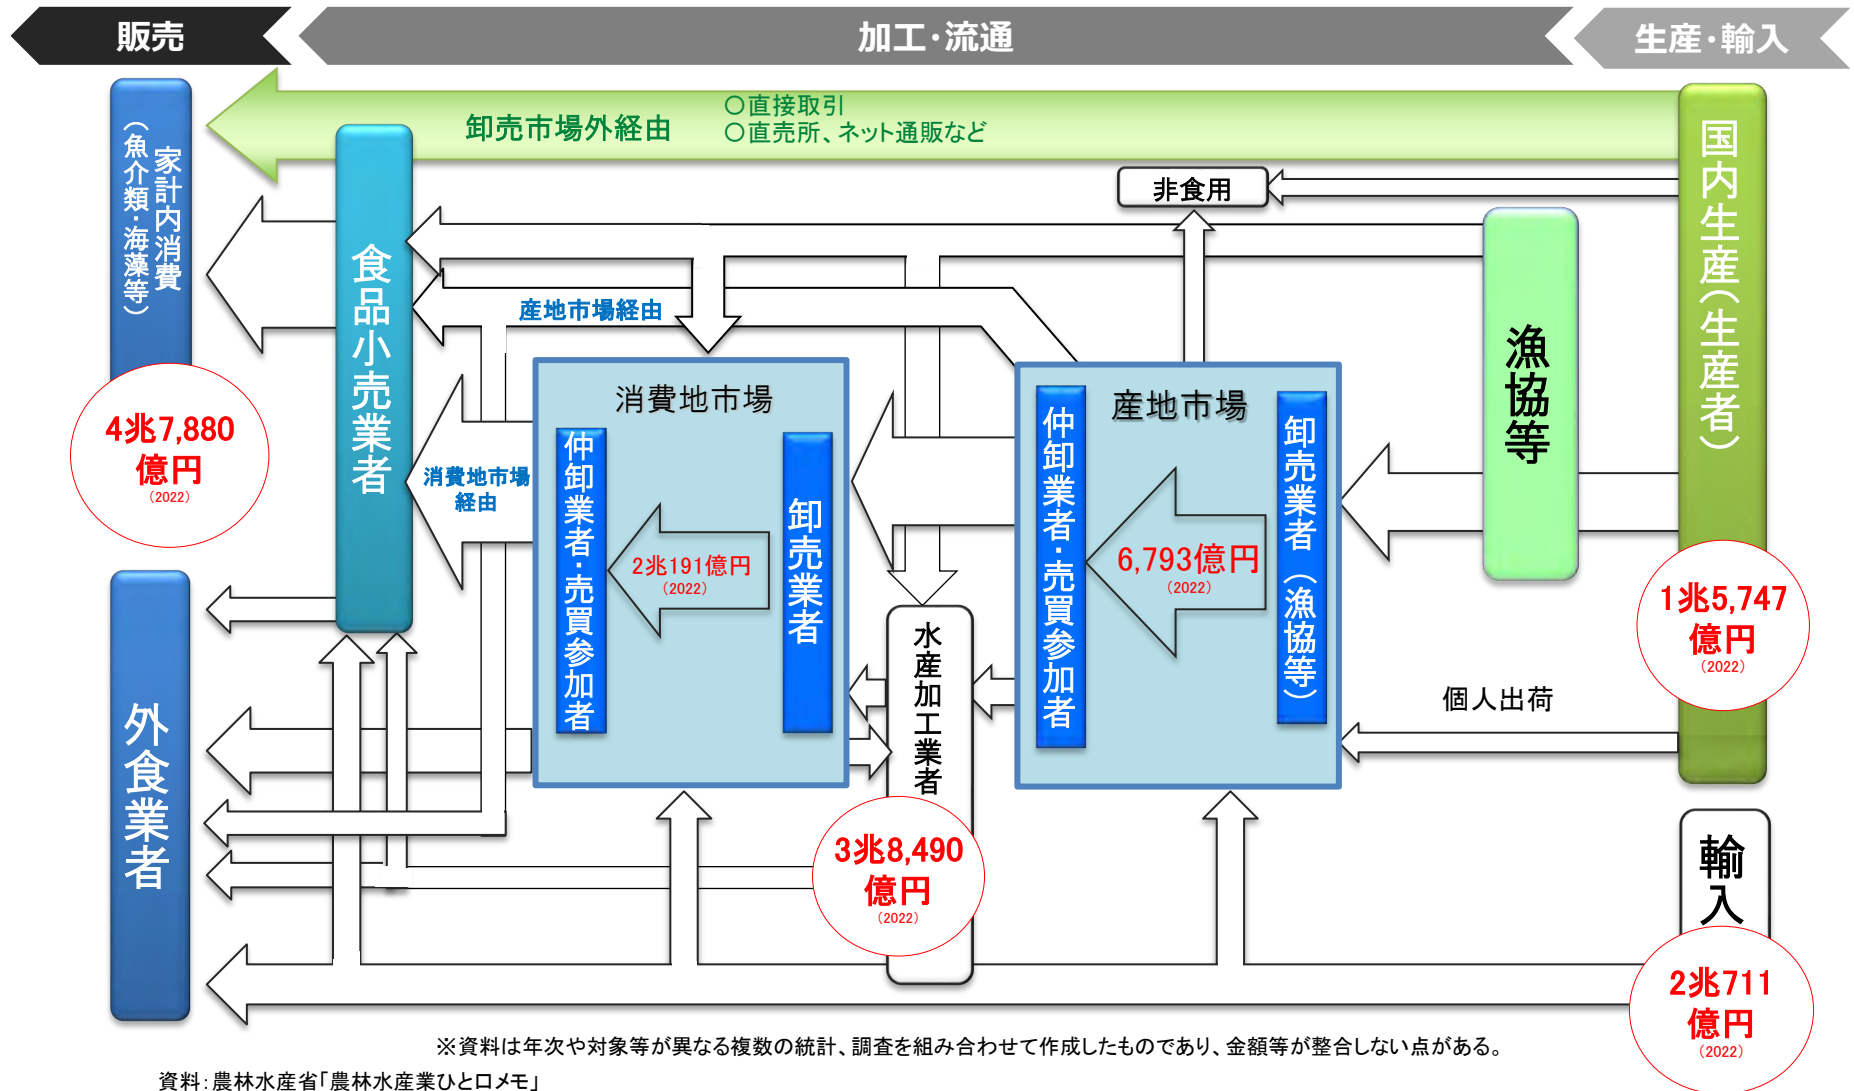 販売
加工・流通
生産・輸入
卸売市場外経由
○直接取引
○直売所、ネット通販など
家計内消費
（魚介類・海藻等）
4兆7,880
億円
（2022）
食品小売業者
非食用
国内生産（生産者）
漁協等
産地市場経由
消費地市場
経由
消費地市場
仲卸業者・売買参加者
2兆191億円
（2022）
卸売業者
産地市場
仲卸業者・売買参加者
6,793億円
（2022）
卸売業者（漁協等）
1兆5,747
億円
（2022）
個人出荷
水産加工業者
3兆8,490
億円
（2022）
外食業者
輸入
2兆711
億円
（2022）
※資料は年次や対象等が異なる複数の統計、調査を組み合わせて作成したものであり、金額等が整合しない点がある。
資料：農林水産省「農林水産業ひと口メモ」